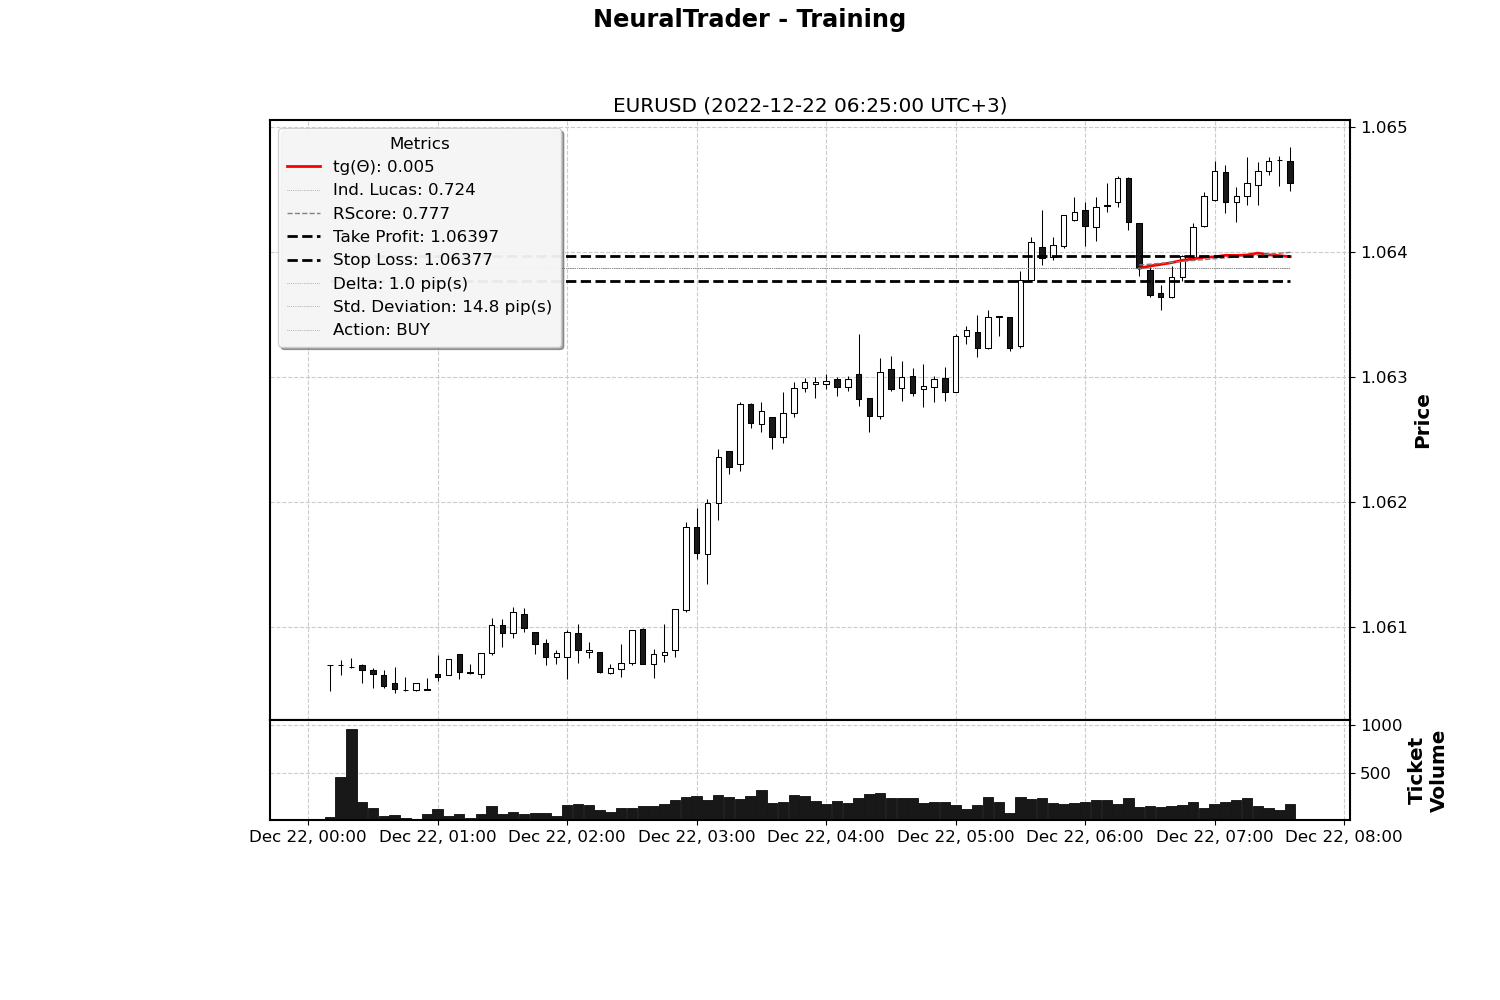 NeuralTrader - Training
EURUSD (2022-12-22 06:25:00 UTC+3)
Metrics
tg(Θ): 0.005
Ind. Lucas: 0.724
RScore: 0.777
Take Profit: 1.06397
Stop Loss: 1.06377
Delta: 1.0 pip(s)
Std. Deviation: 14.8 pip(s)
Action: BUY
1.065
1.064
1.063
1.062
1.061
Price
1000
500
Ticket
Volume
Dec 22, 00:00
Dec 22, 01:00
Dec 22, 02:00
Dec 22, 03:00
Dec 22, 04:00
Dec 22, 05:00
Dec 22, 06:00
Dec 22, 07:00
Dec 22, 08:00